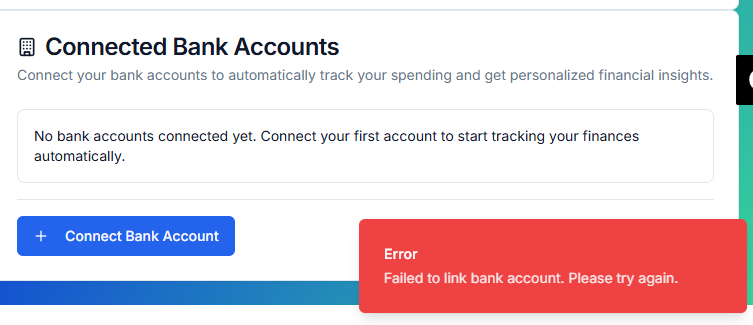 Connected Bank Accounts
Connect your bank accounts to automatically track your spending and get personalized financial insights.
No bank accounts connected yet. Connect your first account to start tracking your finances
automatically.
+ Connect Bank Account
Error
Failed to link bank account. Please try again.